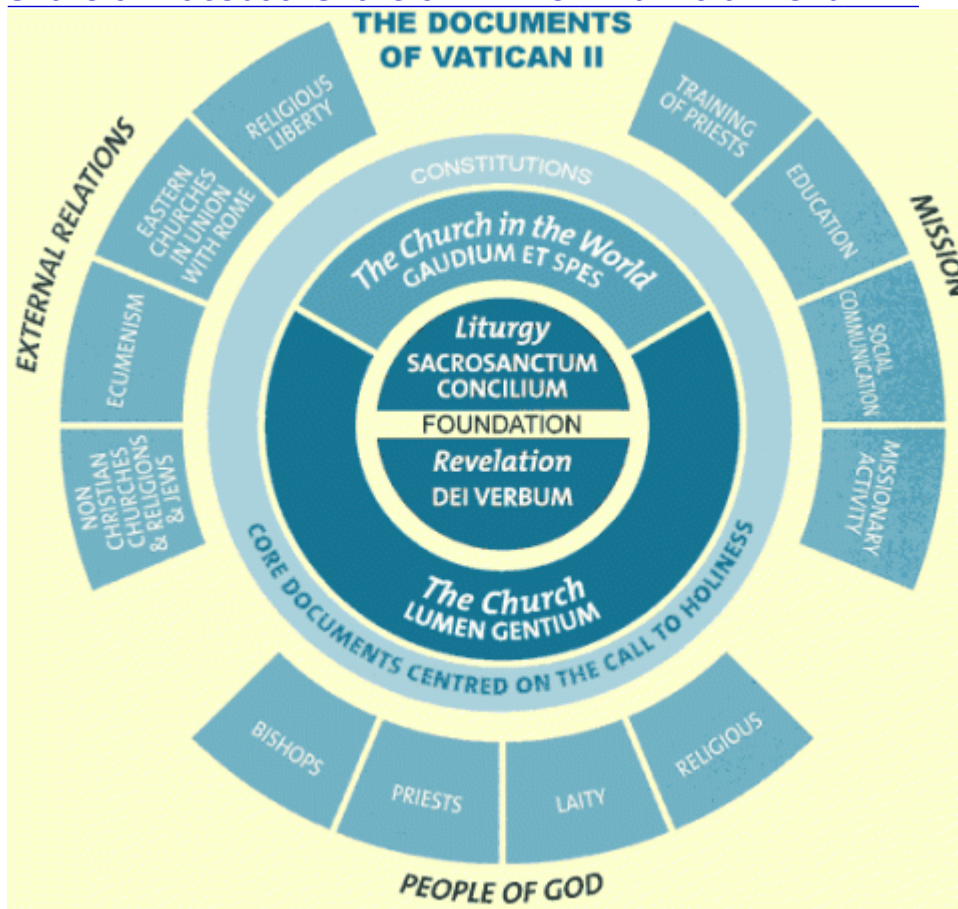 THE DOCUMENTS
OF VATICAN II
EXTERNAL RELATIONS
RELIGIOUS
LIBERTY
EASTERN
CHURCHES
IN UNION
WITH ROME
ECUMENISM
NON
CHRISTIAN
CHURCHES
RELIGIONS
& JEWS
&
MISSION
TRAINING
OF PRIESTS
EDUCATION
SOCIAL
COMMUNICATION
MISSIONARY
ACTIVITY
CONSTITUTIONS
The Church in the World
GAUDIUM ET SPES
Liturgy
SACROSANCTUM
CONCILIUM
FOUNDATION
Revelation
DEI VERBUM
The Church
LUMEN GENTIUM
CORE DOCUMENTS CENTRED ON THE CALL TO HOLINESS
BISHOPS
PRIESTS
LAITY
RELIGIOUS
PEOPLE OF GOD